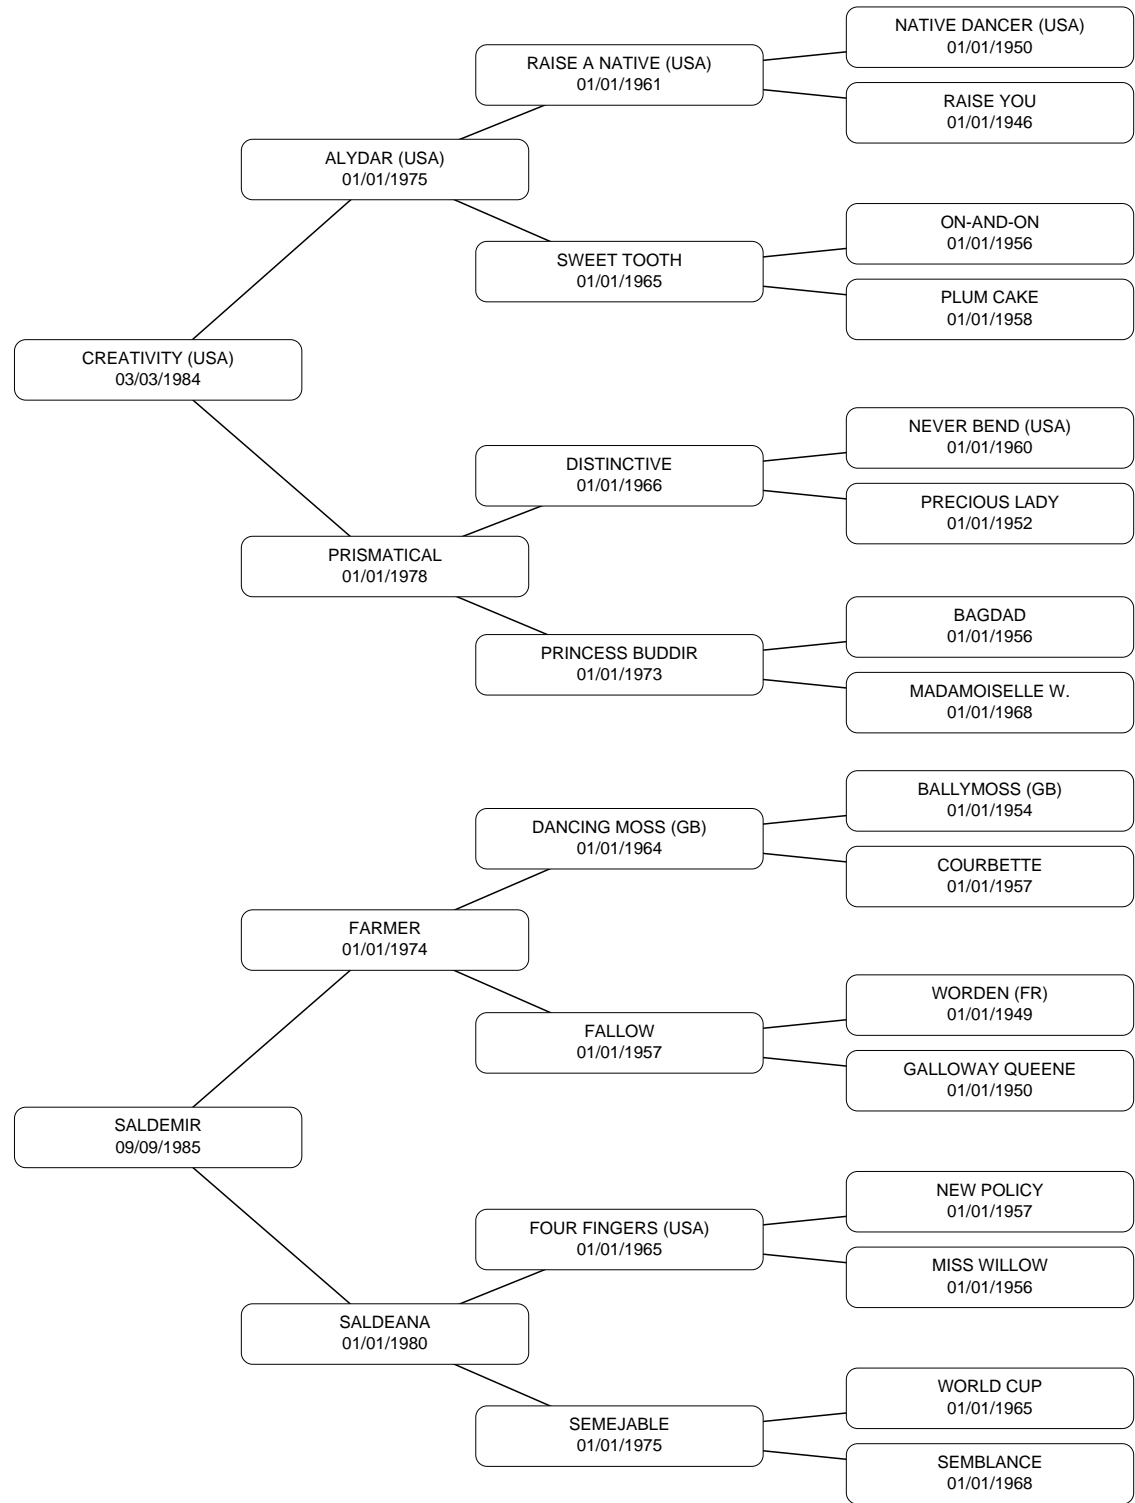 NATIVE DANCER (USA)
01/01/1950
RAISE A NATIVE (USA)
01/01/1961
RAISE YOU
01/01/1946
ALYDAR (USA)
01/01/1975
ON-AND-ON
01/01/1956
SWEET TOOTH
01/01/1965
PLUM CAKE
01/01/1958
CREATIVITY (USA)
03/03/1984
NEVER BEND (USA)
01/01/1960
DISTINCTIVE
01/01/1966
PRECIOUS LADY
01/01/1952
PRISMATICAL
01/01/1978
BAGDAD
01/01/1956
PRINCESS BUDDIR
01/01/1973
MADAMOISELLE W.
01/01/1968
BALLYMOSS (GB)
01/01/1954
DANCING MOSS (GB)
01/01/1964
COURBETTE
01/01/1957
FARMER
01/01/1974
WORDEN (FR)
01/01/1949
FALLOW
01/01/1957
GALLOWAY QUEENE
01/01/1950
SALDEMIR
09/09/1985
NEW POLICY
01/01/1957
FOUR FINGERS (USA)
01/01/1965
MISS WILLOW
01/01/1956
SALDEANA
01/01/1980
WORLD CUP
01/01/1965
SEMEJABLE
01/01/1975
SEMBLANCE
01/01/1968